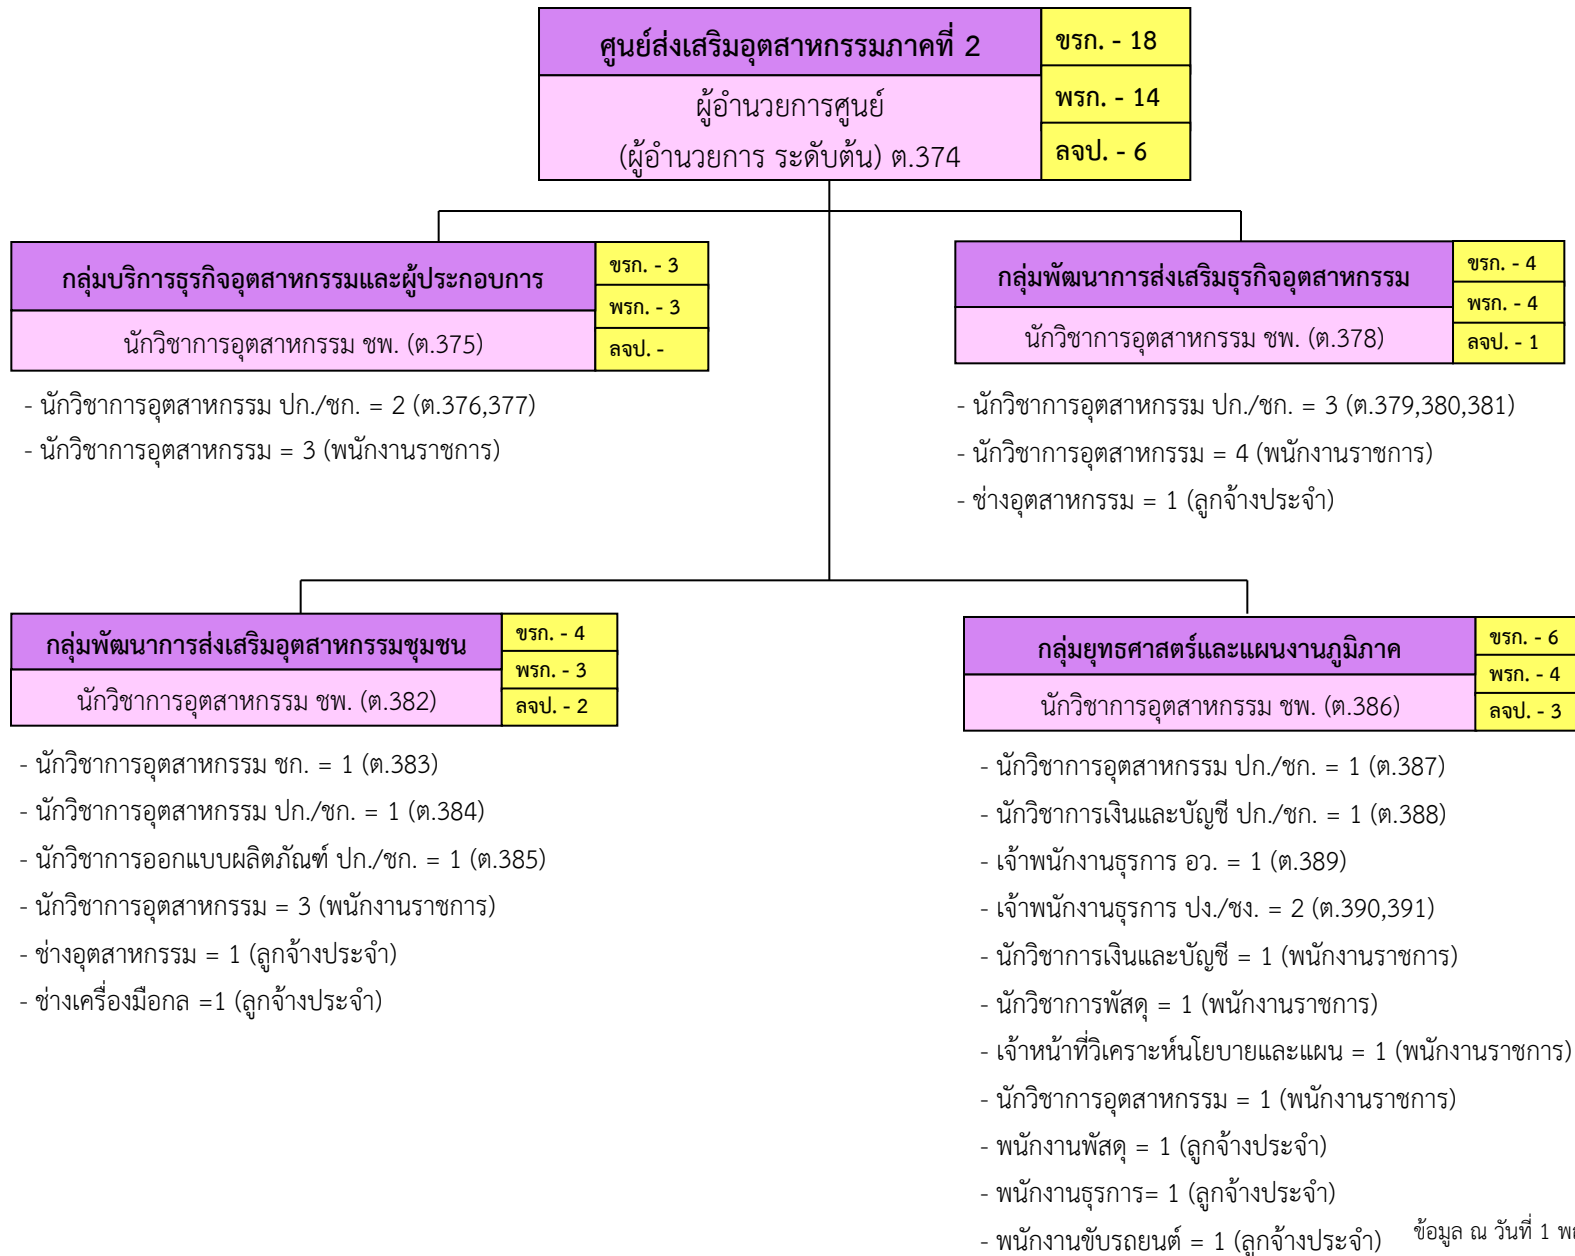 ศูนย์ส่งเสริมอุตสาหกรรมภาคที่ 2
ขรก. - 18
ผู้อำนวยการศูนย์
พรก. - 14
(ผู้อำนวยการ ระดับต้น) ต.374
ลจป. - 6
กลุ่มบริการธุรกิจอุตสาหกรรมและผู้ประกอบการ
ขรก. - 3
พรก. - 3
นักวิชาการอุตสาหกรรม ชพ. (ต.375)
ลจป. -
- นักวิชาการอุตสาหกรรม ปก./ชก. = 2 (ต.376,377)
- นักวิชาการอุตสาหกรรม = 3 (พนักงานราชการ)
กลุ่มพัฒนาการส่งเสริมธุรกิจอุตสาหกรรม
ขรก. - 4
พรก. - 4
นักวิชาการอุตสาหกรรม ชพ. (ต.378)
ลจป. - 1
- นักวิชาการอุตสาหกรรม ปก./ชก. = 3 (ต.379,380,381)
- นักวิชาการอุตสาหกรรม = 4 (พนักงานราชการ)
- ช่างอุตสาหกรรม = 1 (ลูกจ้างประจำ)
กลุ่มพัฒนาการส่งเสริมอุตสาหกรรมชุมชน
ขรก. - 4
พรก. - 3
นักวิชาการอุตสาหกรรม ชพ. (ต.382)
ลจป. - 2
- นักวิชาการอุตสาหกรรม ชก. = 1 (ต.383)
- นักวิชาการอุตสาหกรรม ปก./ชก. = 1 (ต.384)
- นักวิชาการออกแบบผลิตภัณฑ์ ปก./ชก. = 1 (ต.385)
- นักวิชาการอุตสาหกรรม = 3 (พนักงานราชการ)
- ช่างอุตสาหกรรม = 1 (ลูกจ้างประจำ)
- ช่างเครื่องมือกล =1 (ลูกจ้างประจำ)
กลุ่มยุทธศาสตร์และแผนงานภูมิภาค
ขรก. - 6
พรก. - 4
นักวิชาการอุตสาหกรรม ชพ. (ต.386)
ลจป. - 3
- นักวิชาการอุตสาหกรรม ปก./ชก. = 1 (ต.387)
- นักวิชาการเงินและบัญชี ปก./ชก. = 1 (ต.388)
- เจ้าพนักงานธุรการ อว. = 1 (ต.389)
- เจ้าพนักงานธุรการ ปง./ชง. = 2 (ต.390,391)
- นักวิชาการเงินและบัญชี = 1 (พนักงานราชการ)
- นักวิชาการพัสดุ = 1 (พนักงานราชการ)
- เจ้าหน้าที่วิเคราะห์นโยบายและแผน = 1 (พนักงานราชการ)
- นักวิชาการอุตสาหกรรม = 1 (พนักงานราชการ)
- พนักงานพัสดุ = 1 (ลูกจ้างประจำ)
- พนักงานธุรการ= 1 (ลูกจ้างประจำ)
- พนักงานขับรถยนต์ = 1 (ลูกจ้างประจำ)
ข้อมูล ณ วันที่ 1